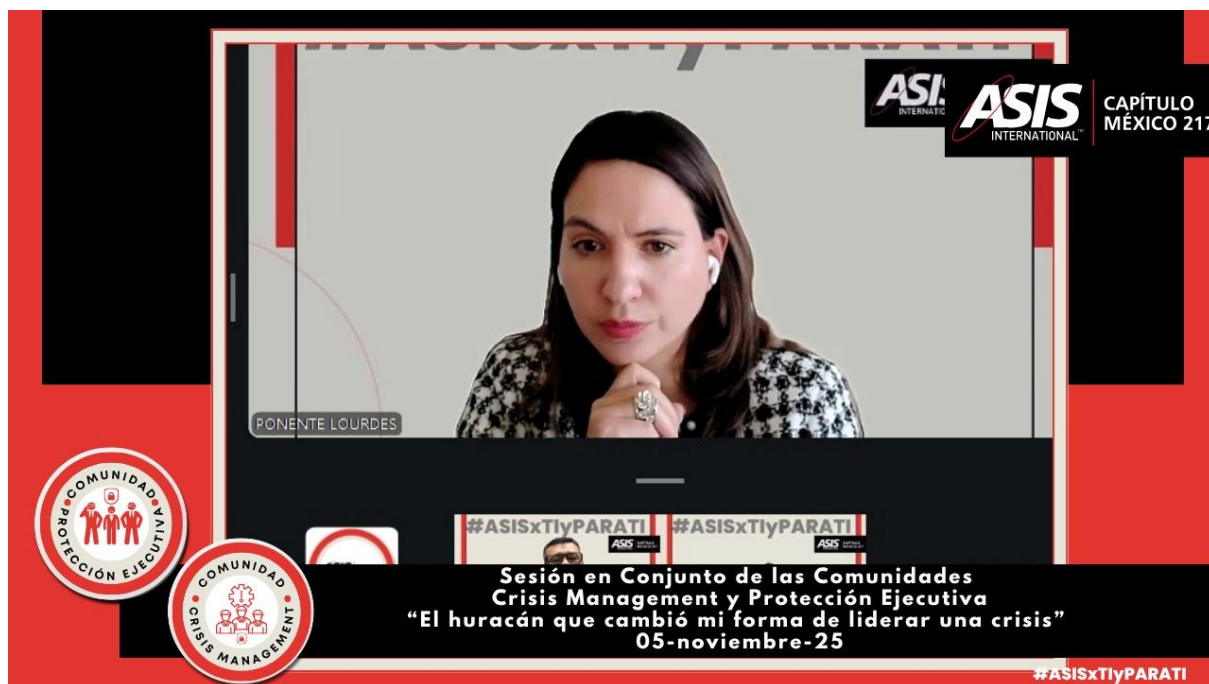 #ASISxTIyPARATI
ASIS
INTERNATIONAL
ASIS
INTERNATIONAL™
CAPÍTULO
MÉXICO 217
PONENTE LOURDES
#ASISxTIyPARATI
ASIS
#ASISxTIyPARATI
ASIS
COMUNIDAD
PROTECCIÓN EJECUTIVA
COMUNIDAD
CRISIS MANAGEMENT
Sesión en Conjunto de las Comunidades
Crisis Management y Protección Ejecutiva
“El huracán que cambió mi forma de liderar una crisis”
05-noviembre-25
#ASISxTIyPARATI